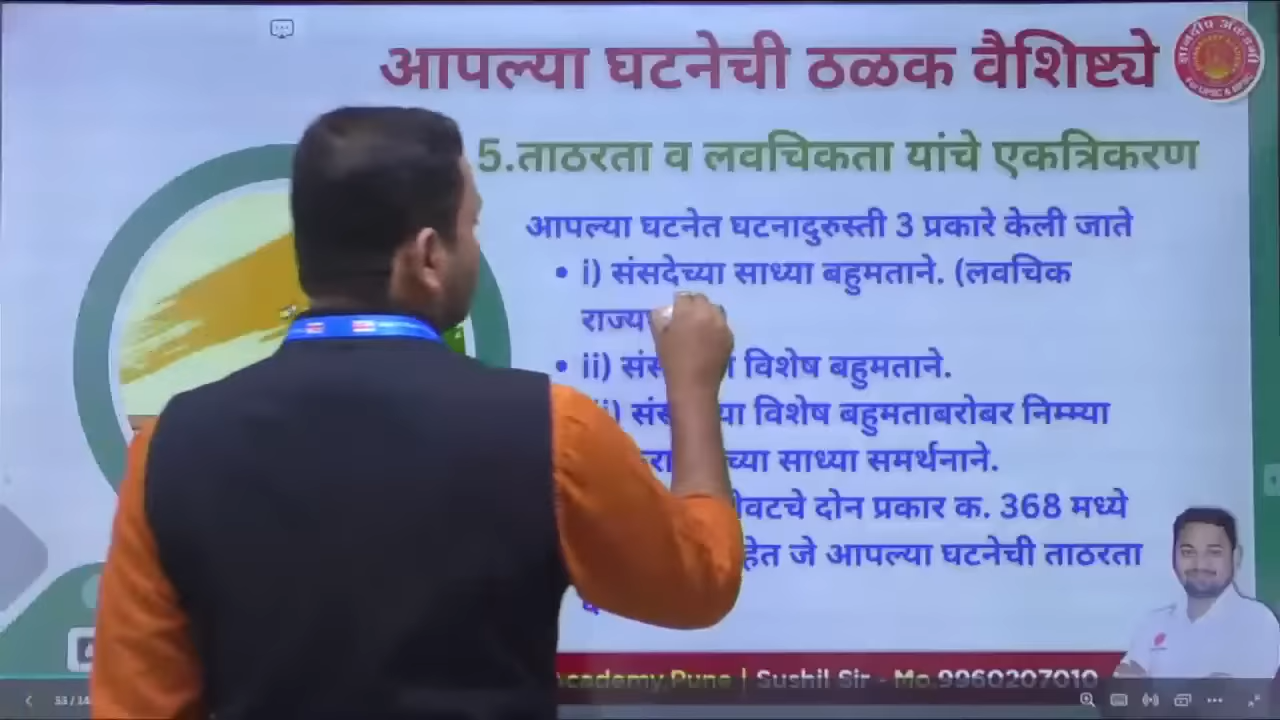 आपल्या घटनेची ठळक वैशिष्ट्ये
5.ताठरता व लवचिकता यांचे एकत्रिकरण
आपल्या घटनेत घटनादुरुस्ती 3 प्रकारे केली जाते
• i) संसदेच्या साध्या बहुमताने. (लवचिक
• ii) विशेष बहुमताने.
विशेष बहुमताबरोबर निम्म्या
साध्या समर्थनाने.
दोन प्रकार क. 368 मध्ये
जे आपल्या घटनेची ताठरता
Academy,Pune | Sushil Sir - Mo.9960207010